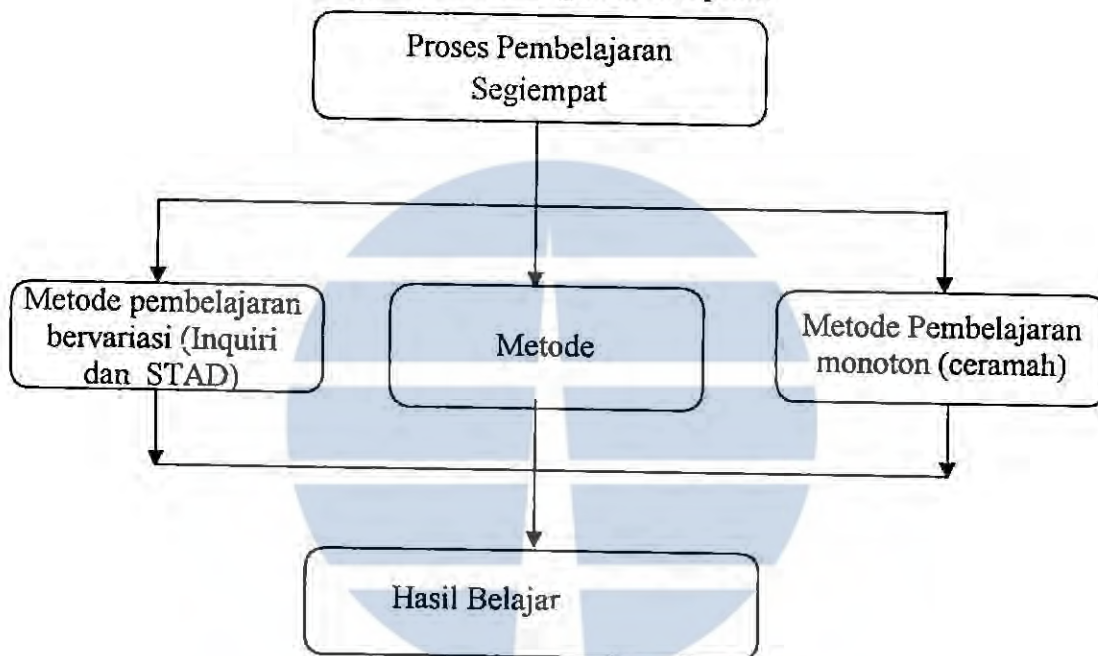 Proses Pembelajaran
Segiempat
Metode pembelajaran
bervariasi (Inquiri
dan STAD)
Metode
Metode Pembelajaran
monoton (ceramah)
Hasil Belajar